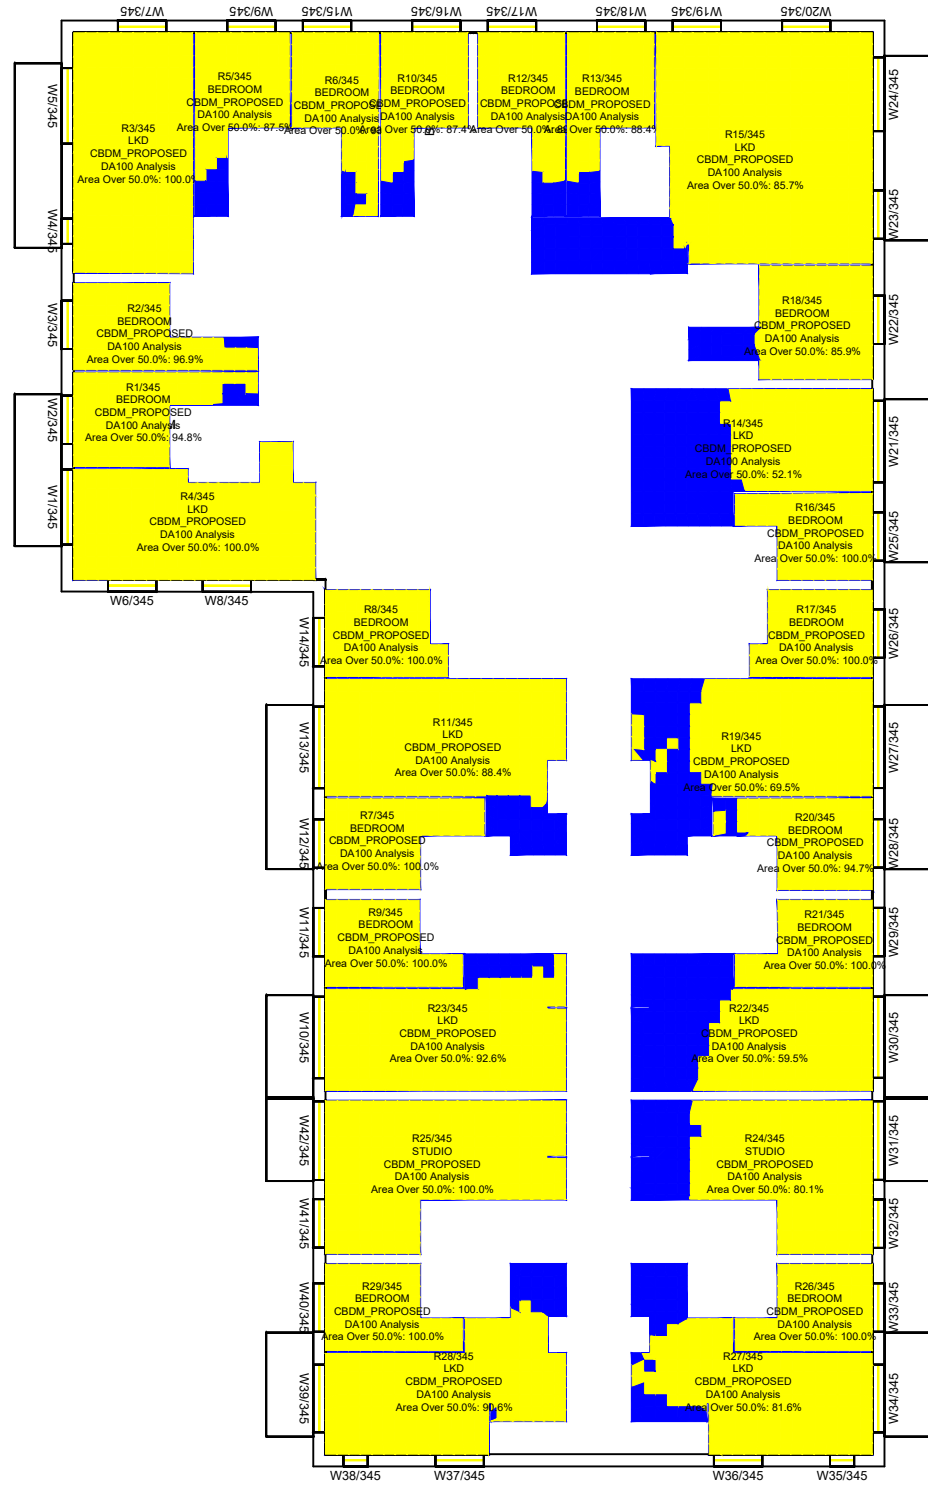 W7/345
W9/345
W15/345
W16/345
W17/345
W18/345
W19/345
W20/345
W5/345
W4/345
W3/345
W2/345
W1/345
W24/345
W23/345
W22/345
W21/345
W25/345
R3/345
LKD
CBDM_PROPOSED
DA100 Analysis
Area Over 50.0%: 100.0%
R5/345
BEDROOM
CBDM_PROPOSED
DA100 Analysis
Area Over 50.0%: 87.5%
R6/345
BEDROOM
CBDM_PROPOSED
DA100 Analysis
Area Over 50.0%:
R10/345
BEDROOM
CBDM_PROPOSED
DA100 Analysis
Area Over 50.0%: 87.4%
R12/345
BEDROOM
CBDM_PROPOSED
DA100 Analysis
Area Over 50.0%:
R13/345
BEDROOM
CBDM_PROPOSED
DA100 Analysis
Area Over 50.0%: 88.4%
R15/345
LKD
CBDM_PROPOSED
DA100 Analysis
Area Over 50.0%: 85.7%
R2/345
BEDROOM
CBDM_PROPOSED
DA100 Analysis
Area Over 50.0%: 96.9%
R18/345
BEDROOM
CBDM_PROPOSED
DA100 Analysis
Area Over 50.0%: 85.9%
R1/345
BEDROOM
CBDM_PROPOSED
DA100 Analysis
Area Over 50.0%: 94.8%
R14/345
LKD
CBDM_PROPOSED
DA100 Analysis
Area Over 50.0%: 52.1%
R4/345
LKD
CBDM_PROPOSED
DA100 Analysis
Area Over 50.0%: 100.0%
R16/345
BEDROOM
CBDM_PROPOSED
DA100 Analysis
Area Over 50.0%: 100.0%
W6/345
W8/345
W14/345
W13/345
W12/345
W11/345
W10/345
W42/345
W41/345
W40/345
W39/345
W26/345
W27/345
W28/345
W29/345
W30/345
W31/345
W32/345
W33/345
W34/345
R8/345
BEDROOM
CBDM_PROPOSED
DA100 Analysis
Area Over 50.0%: 100.0%
R17/345
BEDROOM
CBDM_PROPOSED
DA100 Analysis
Area Over 50.0%: 100.0%
R11/345
LKD
CBDM_PROPOSED
DA100 Analysis
Area Over 50.0%: 88.4%
R19/345
LKD
CBDM_PROPOSED
DA100 Analysis
Area Over 50.0%: 69.5%
R7/345
BEDROOM
CBDM_PROPOSED
DA100 Analysis
Area Over 50.0%: 100.0%
R20/345
BEDROOM
CBDM_PROPOSED
DA100 Analysis
Area Over 50.0%: 94.7%
R9/345
BEDROOM
CBDM_PROPOSED
DA100 Analysis
Area Over 50.0%: 100.0%
R21/345
BEDROOM
CBDM_PROPOSED
DA100 Analysis
Area Over 50.0%: 100.0%
R23/345
LKD
CBDM_PROPOSED
DA100 Analysis
Area Over 50.0%: 92.6%
R22/345
LKD
CBDM_PROPOSED
DA100 Analysis
Area Over 50.0%: 59.5%
R25/345
STUDIO
CBDM_PROPOSED
DA100 Analysis
Area Over 50.0%: 100.0%
R24/345
STUDIO
CBDM_PROPOSED
DA100 Analysis
Area Over 50.0%: 80.1%
R29/345
BEDROOM
CBDM_PROPOSED
DA100 Analysis
Area Over 50.0%: 100.0%
R26/345
BEDROOM
CBDM_PROPOSED
DA100 Analysis
Area Over 50.0%: 100.0%
R28/345
LKD
CBDM_PROPOSED
DA100 Analysis
Area Over 50.0%: 90.6%
R27/345
LKD
CBDM_PROPOSED
DA100 Analysis
Area Over 50.0%: 81.6%
W38/345
W37/345
W36/345
W35/345